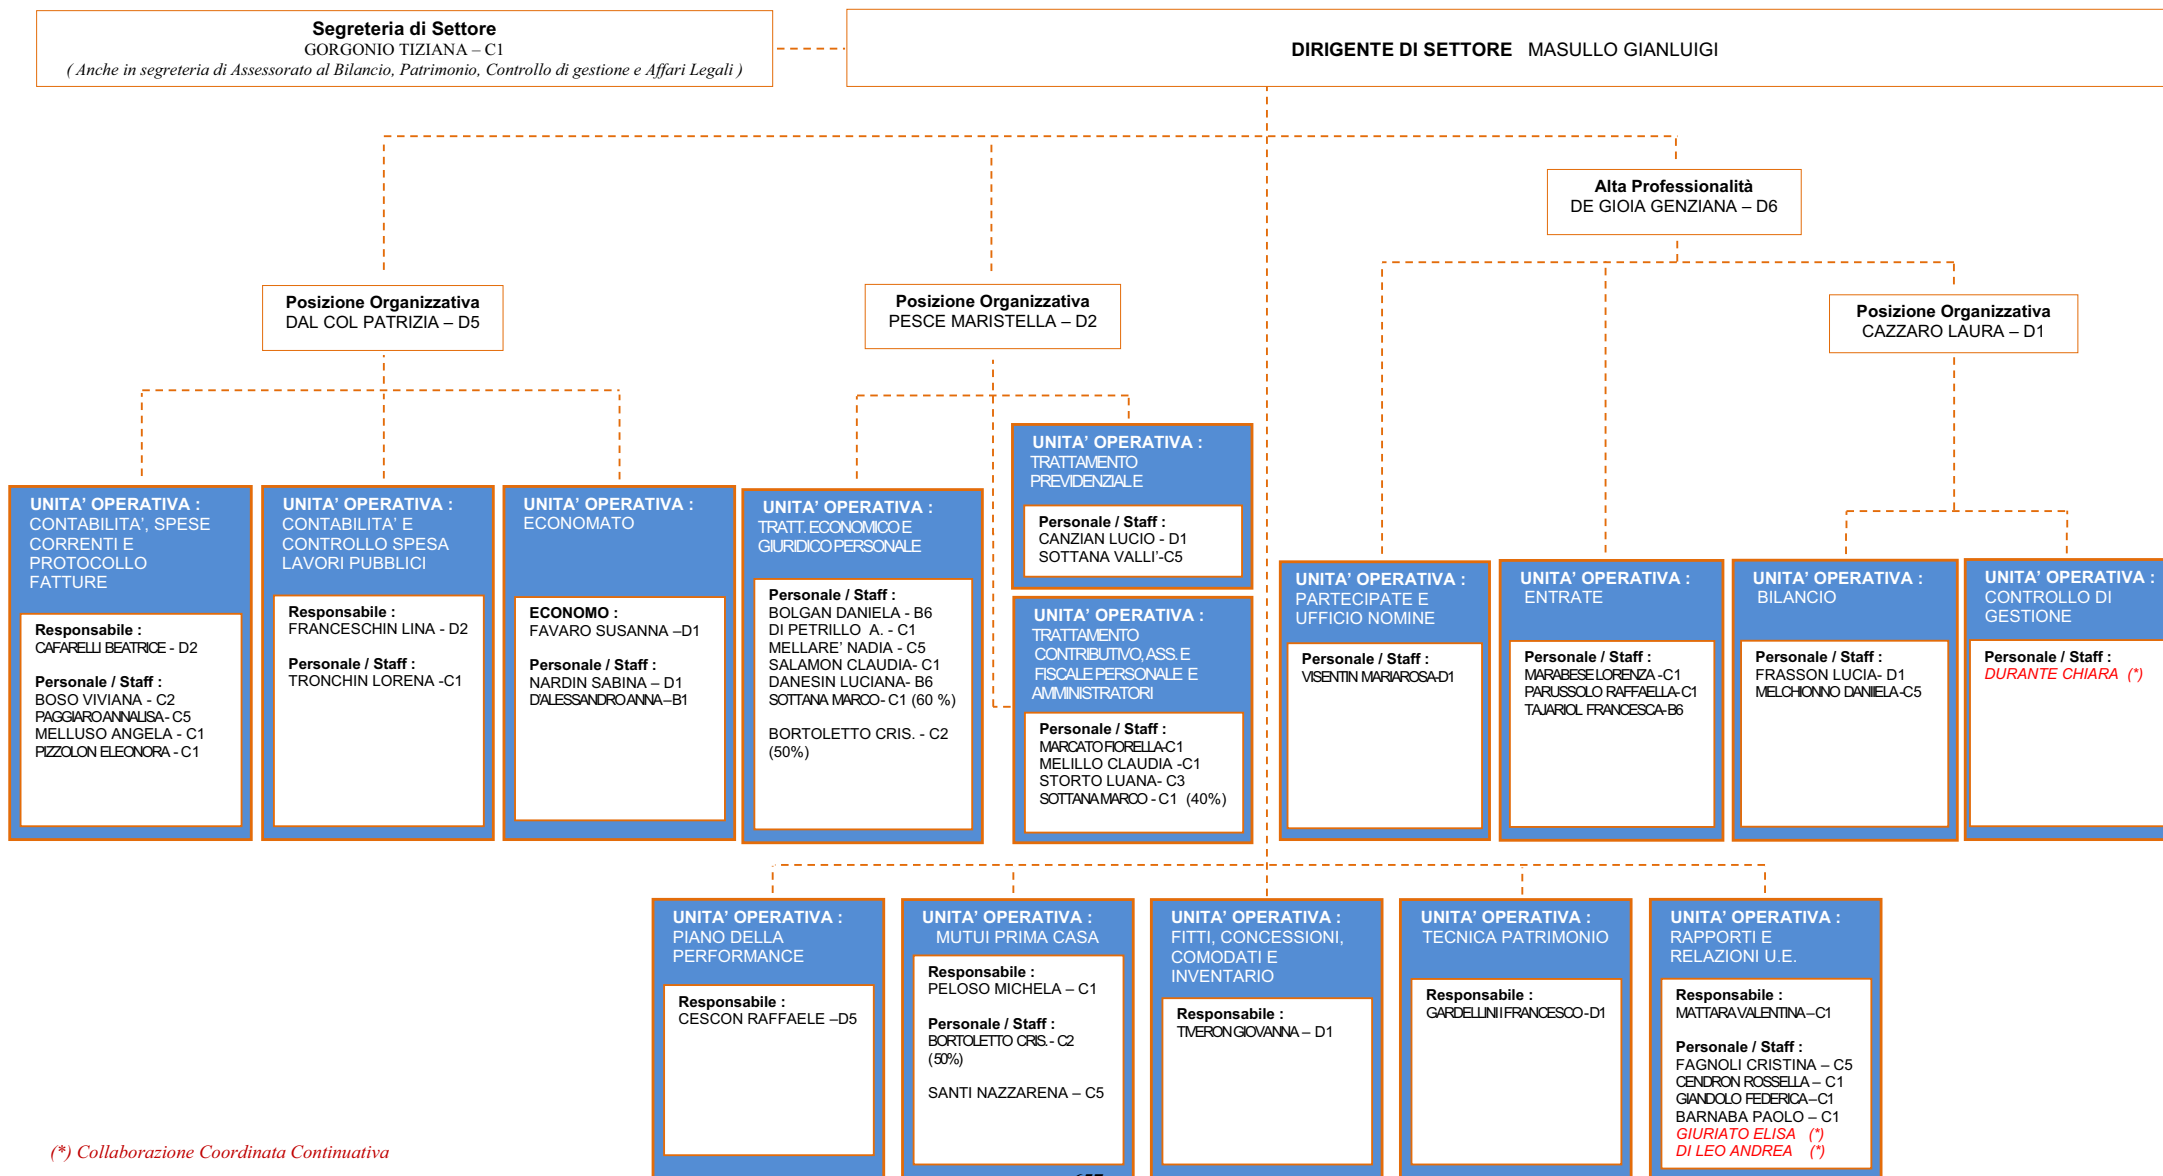 Segreteria di Settore
GORGONIO TIZIANA – C1
( Anche in segreteria di Assessorato al Bilancio, Patrimonio, Controllo di gestione e Affari Legali )
DIRIGENTE DI SETTORE MASULLO GIANLUIGI
Alta Professionalità
DE GIOIA GENZIANA – D6
Posizione Organizzativa
DAL COL PATRIZIA – D5
Posizione Organizzativa
PESCE MARISTELLA – D2
Posizione Organizzativa
CAZZARO LAURA – D1
UNITA’ OPERATIVA :
CONTABILITA’, SPESE
CORRENTI E
PROTOCOLLO
FATTURE
Responsabile :
CAFARELLI BEATRICE - D2
Personale / Staff :
BOSO VIVIANA - C2
PAGGIARO ANNALISA - C5
MELLUSO ANGELA - C1
PIZZOLON ELEONORA - C1
UNITA’ OPERATIVA :
CONTABILITA’ E
CONTROLLO SPESA
LAVORI PUBBLICI
Responsabile :
FRANCESCHIN LINA - D2
Personale / Staff :
TRONCHIN LORENA -C1
UNITA’ OPERATIVA :
ECONOMATO
ECONOMO :
FAVARO SUSANNA –D1
Personale / Staff :
NARDIN SABINA – D1
D'ALESSANDRO ANNA – B1
UNITA’ OPERATIVA :
TRATT. ECONOMICO E
GIURIDICO PERSONALE
Personale / Staff :
BOLGAN DANIELA - B6
DI PETRILLO A. - C1
MELLARE’ NADIA - C5
SALAMON CLAUDIA- C1
DANESIN LUCIANA- B6
SOTTANA MARCO- C1 (60 %)
BORTOLETTO CRIS. - C2
(50%)
UNITA’ OPERATIVA :
TRATTAMENTO
PREVIDENZIALE
Personale / Staff :
CANZIAN LUCIO - D1
SOTTANA VALLI’-C5
UNITA’ OPERATIVA :
TRATTAMENTO
CONTRIBUTIVO, ASS. E
FISCALE PERSONALE E
AMMINISTRATORI
Personale / Staff :
MARCATO FIORELLA-C1
MELILLO CLAUDIA -C1
STORTO LUANA- C3
SOTTANA MARCO - C1 (40%)
UNITA’ OPERATIVA :
PARTECIPATE E
UFFICIO NOMINE
Personale / Staff :
VISENTIN MARIAROSA-D1
UNITA’ OPERATIVA :
ENTRATE
Personale / Staff :
MARABESE LORENZA -C1
PARUSSOLO RAFFAELLA-C1
TAJARIOL FRANCESCA-B6
UNITA’ OPERATIVA :
BILANCIO
Personale / Staff :
FRASSON LUCIA- D1
MELCHIONNO DANIELA-C5
UNITA’ OPERATIVA :
CONTROLLO DI
GESTIONE
Personale / Staff :
DURANTE CHIARA (*)
UNITA’ OPERATIVA :
PIANO DELLA
PERFORMANCE
Responsabile :
CESCON RAFFAELE –D5
UNITA’ OPERATIVA :
MUTUI PRIMA CASA
Responsabile :
PELOSO MICHELA – C1
Personale / Staff :
BORTOLETTO CRIS. - C2
(50%)
SANTI NAZZARENA – C5
UNITA’ OPERATIVA :
FITTI, CONCESSIONI,
COMODATI E
INVENTARIO
Responsabile :
TIVERON GIOVANNA – D1
UNITA’ OPERATIVA :
TECNICA PATRIMONIO
Responsabile :
GARDELLINI I FRANCESCO - D1
UNITA’ OPERATIVA :
RAPPORTI E
RELAZIONI U.E.
Responsabile :
MATTARA VALENTINA – C1
Personale / Staff :
FAGNOLI CRISTINA – C5
CENDRON ROSSELLA – C1
GIANDOLO FEDERICA – C1
BARNABA PAOLO – C1
GIURIATO ELISA (*)
DI LEO ANDREA (*)
(*) Collaborazione Coordinata Continuativa